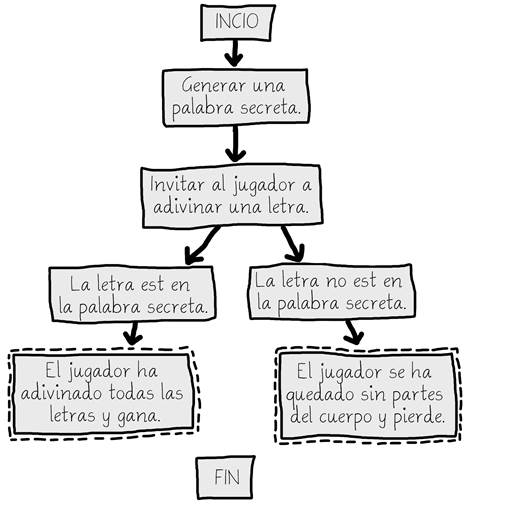 INCIO
Generar una
palabra secreta.
Invitar al jugador a
adivinar una letra.
La letra est en
la palabra secreta.
La letra no est en
la palabra secreta.
El jugador ha
adivinado todas las
letras y gana.
El jugador se ha
quedado sin partes
del cuerpo y pierde.
FIN